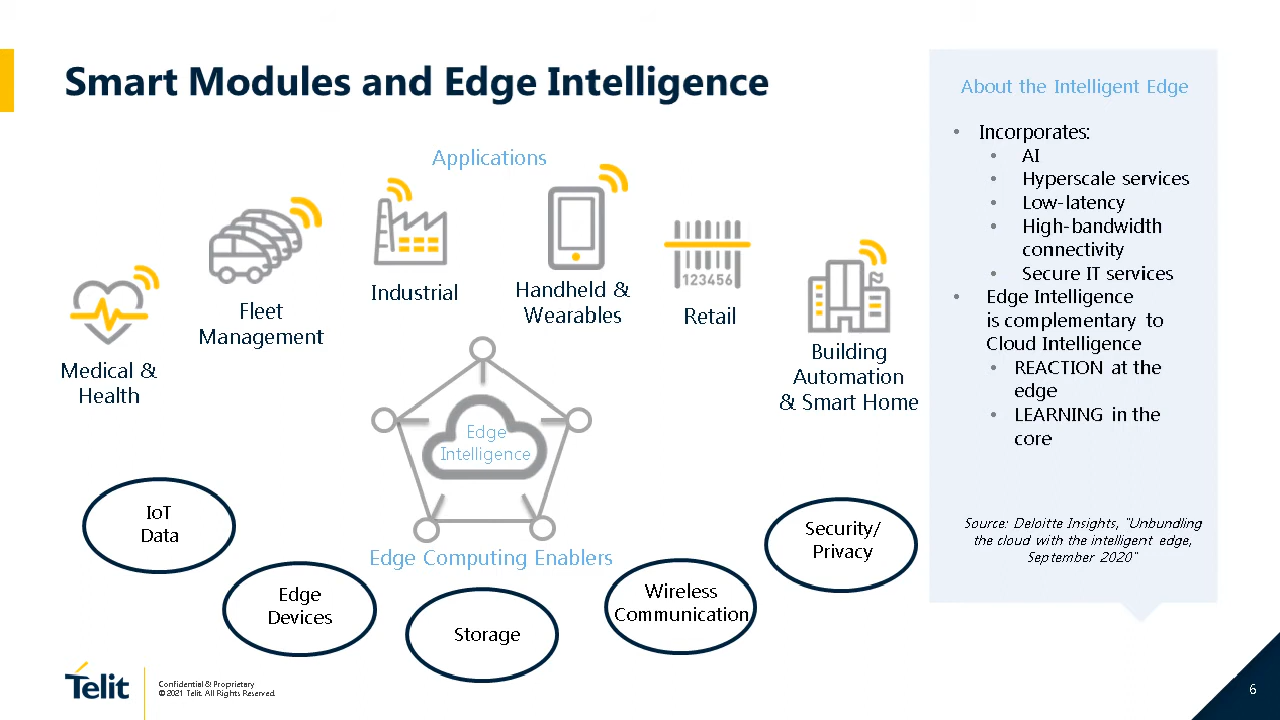 Smart Modules and Edge Intelligence
Applications
Medical &
Health
Fleet
Management
Industrial
Handheld &
Wearables
123456
Retail
Building
Automation
& Smart Home
Edge
Intelligence
Edge Computing Enablers
IoT
Data
Edge
Devices
Storage
Wireless
Communication
Security/
Privacy
About the Intelligent Edge
• Incorporates:
• AI
• Hyperscale services
• Low-latency
• High-bandwidth
connectivity
• Secure IT services
• Edge Intelligence
is complementary to
Cloud Intelligence
• REACTION at the
edge
• LEARNING in the
core
Source: Deloitte Insights, "Unbundling
the cloud with the intelligent edge,
September 2020"
Telit
Confidential & Proprietary
© 2021 Telit. All Rights Reserved.
6